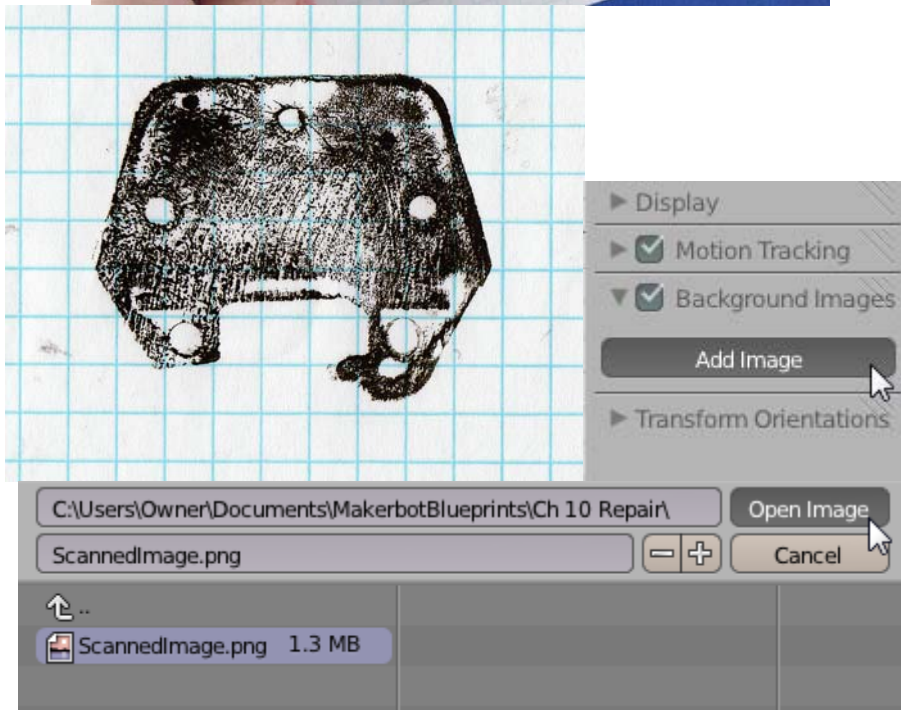 Display
Motion Tracking
Background Images
Add Image
Transform Orientations
C:\Users\Owner\Documents\MakerbotBlueprints\Ch 10 Repair\
Open Image
ScannedImage.png
Cancel
..
ScannedImage.png 1.3 MB